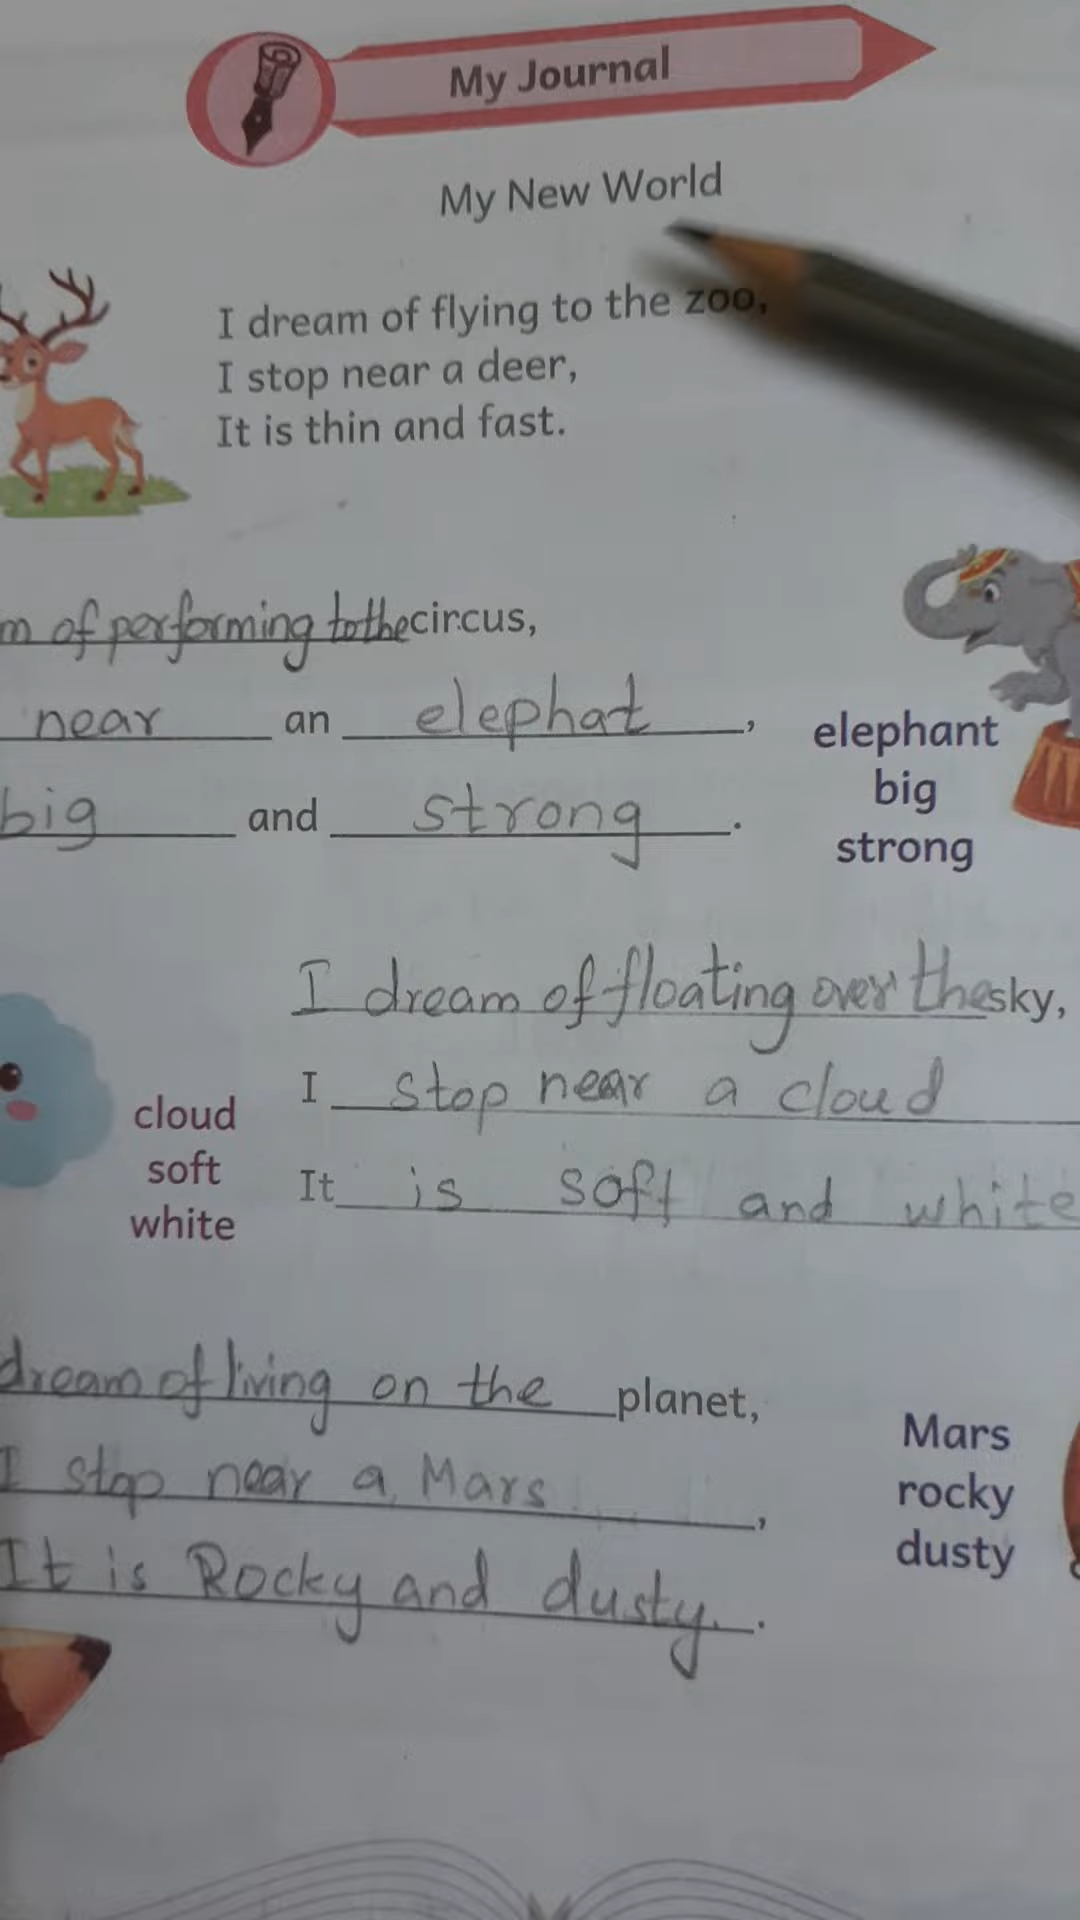 My Journal
My New World
I dream of flying to the zoo,
I stop near a deer,
It is thin and fast.
m of performing to the circus,
near an elephat,
big and strong.
elephant
big
strong
I dream of floating over the sky,
I stop near a cloud
It is soft and white
cloud
soft
white
dream of living on the planet,
I stop near a Mars,
It is Rocky and dusty..
Mars
rocky
dusty